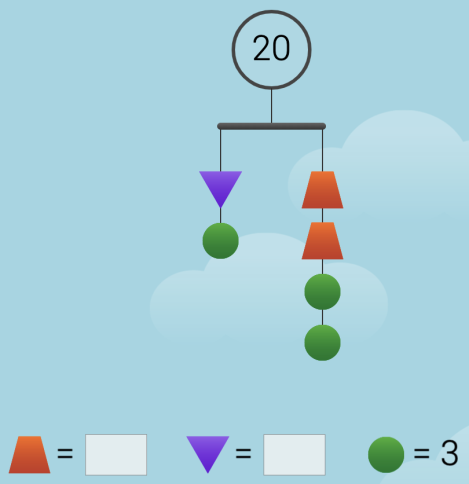 20
= = = 3